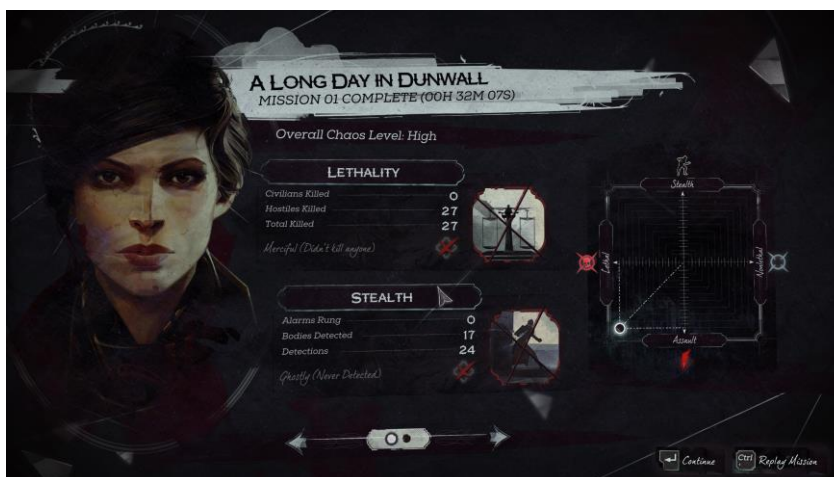 A LONG DAY IN DUNWALL
MISSION 01 COMPLETE (00H 32M 07S)
Overall Chaos Level: High
LETHALITY
Civilians Killed 0
Hostiles Killed 27
Total Killed 27
Merciful (Didn't kill anyone)
STEALTH
Alarms Rung 0
Bodies Detected 17
Detections 24
Ghostly (Never Detected)
Stealth
Lethal
Nonlethal
Assault
Continue
Ctrl Replay Mission